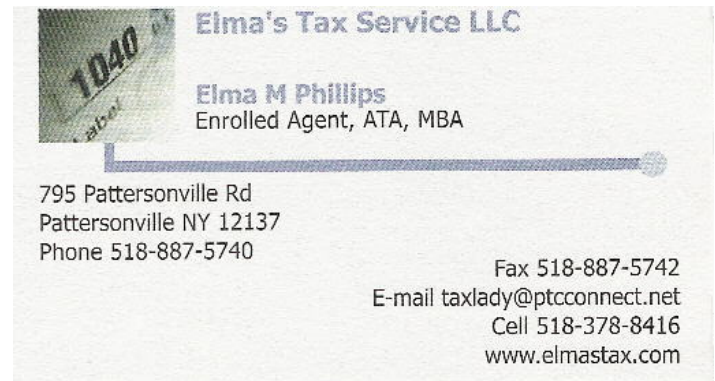 1040
Label
Elma's Tax Service LLC
Elma M Phillips
Enrolled Agent, ATA, MBA
795 Pattersonville Rd
Pattersonville NY 12137
Phone 518-887-5740
Fax 518-887-5742
E-mail taxlady@ptcconnect.net
Cell 518-378-8416
www.elmastax.com